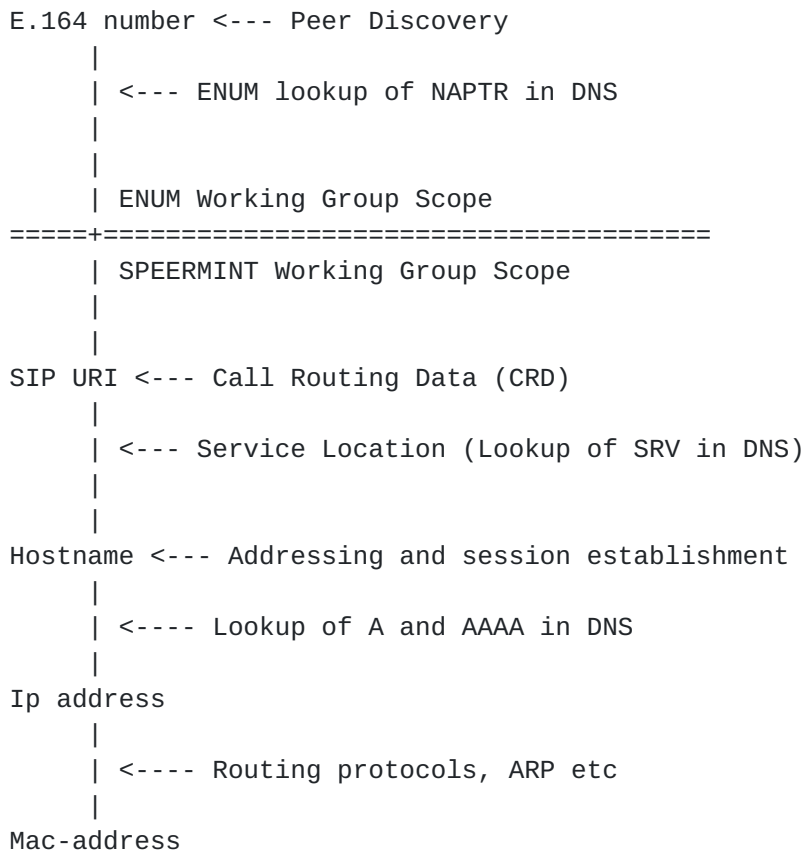 E.164 number <--- Peer Discovery
|
| <--- ENUM lookup of NAPTR in DNS
|
|
| ENUM Working Group Scope
=====+=======================================
| SPEERMINT Working Group Scope
|
|
SIP URI <--- Call Routing Data (CRD)
|
| <--- Service Location (Lookup of SRV in DNS)
|
|
Hostname <--- Addressing and session establishment
|
| <---- Lookup of A and AAAA in DNS
|
Ip address
|
| <---- Routing protocols, ARP etc
|
Mac-address